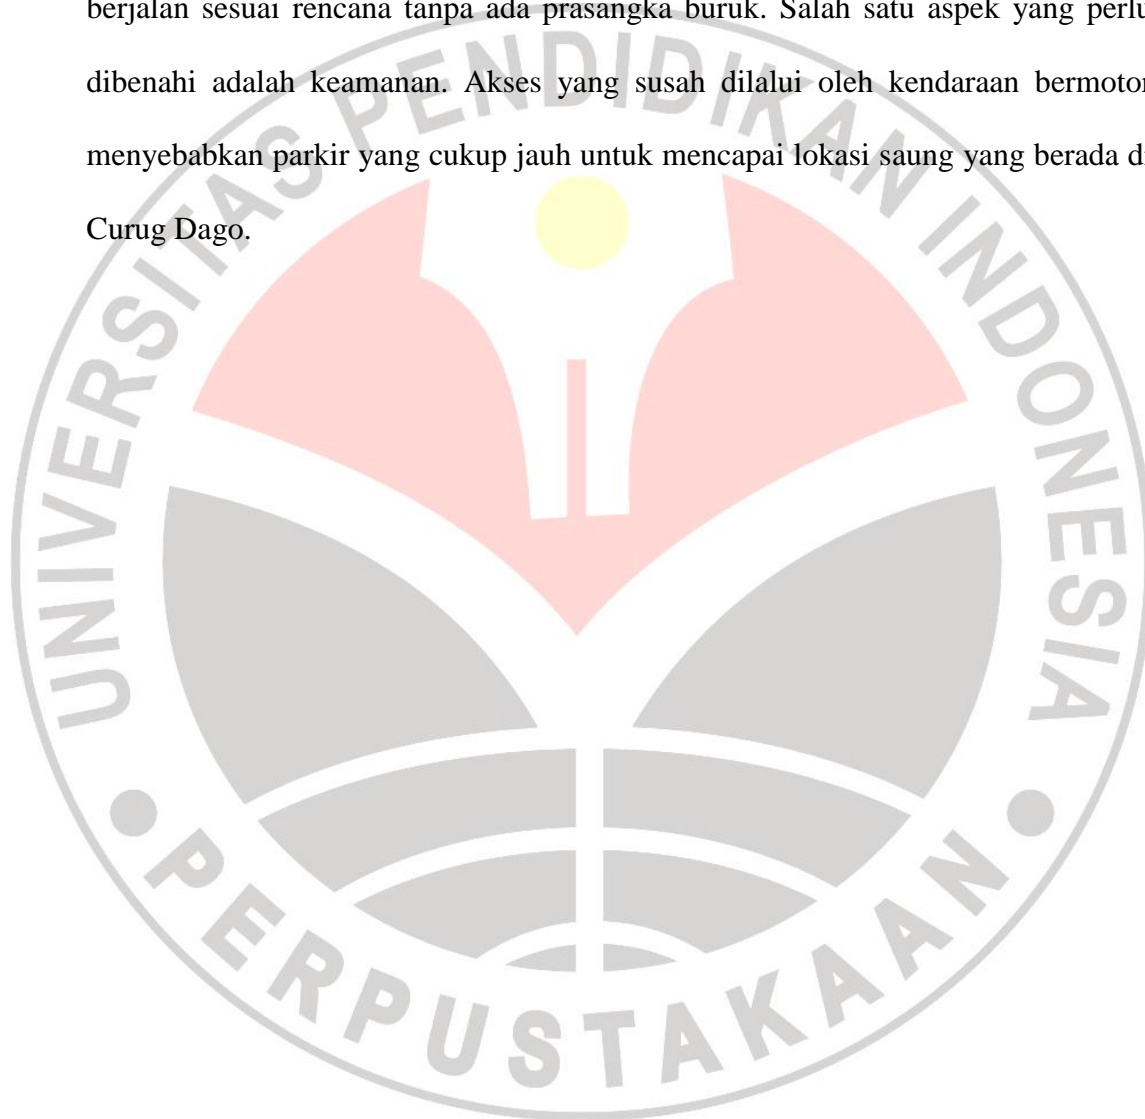 berjalan sesuai rencana tanpa ada prasangka buruk. Salah satu aspek yang perlu
dibenahi adalah keamanan. Akses yang susah dilalui oleh kendaraan bermotor
menyebabkan parkir yang cukup jauh untuk mencapai lokasi saung yang berada di
Curug Dago.
UNIVERSITAS PENDIDIKAN INDONESIA
PERPUSTAKAAN